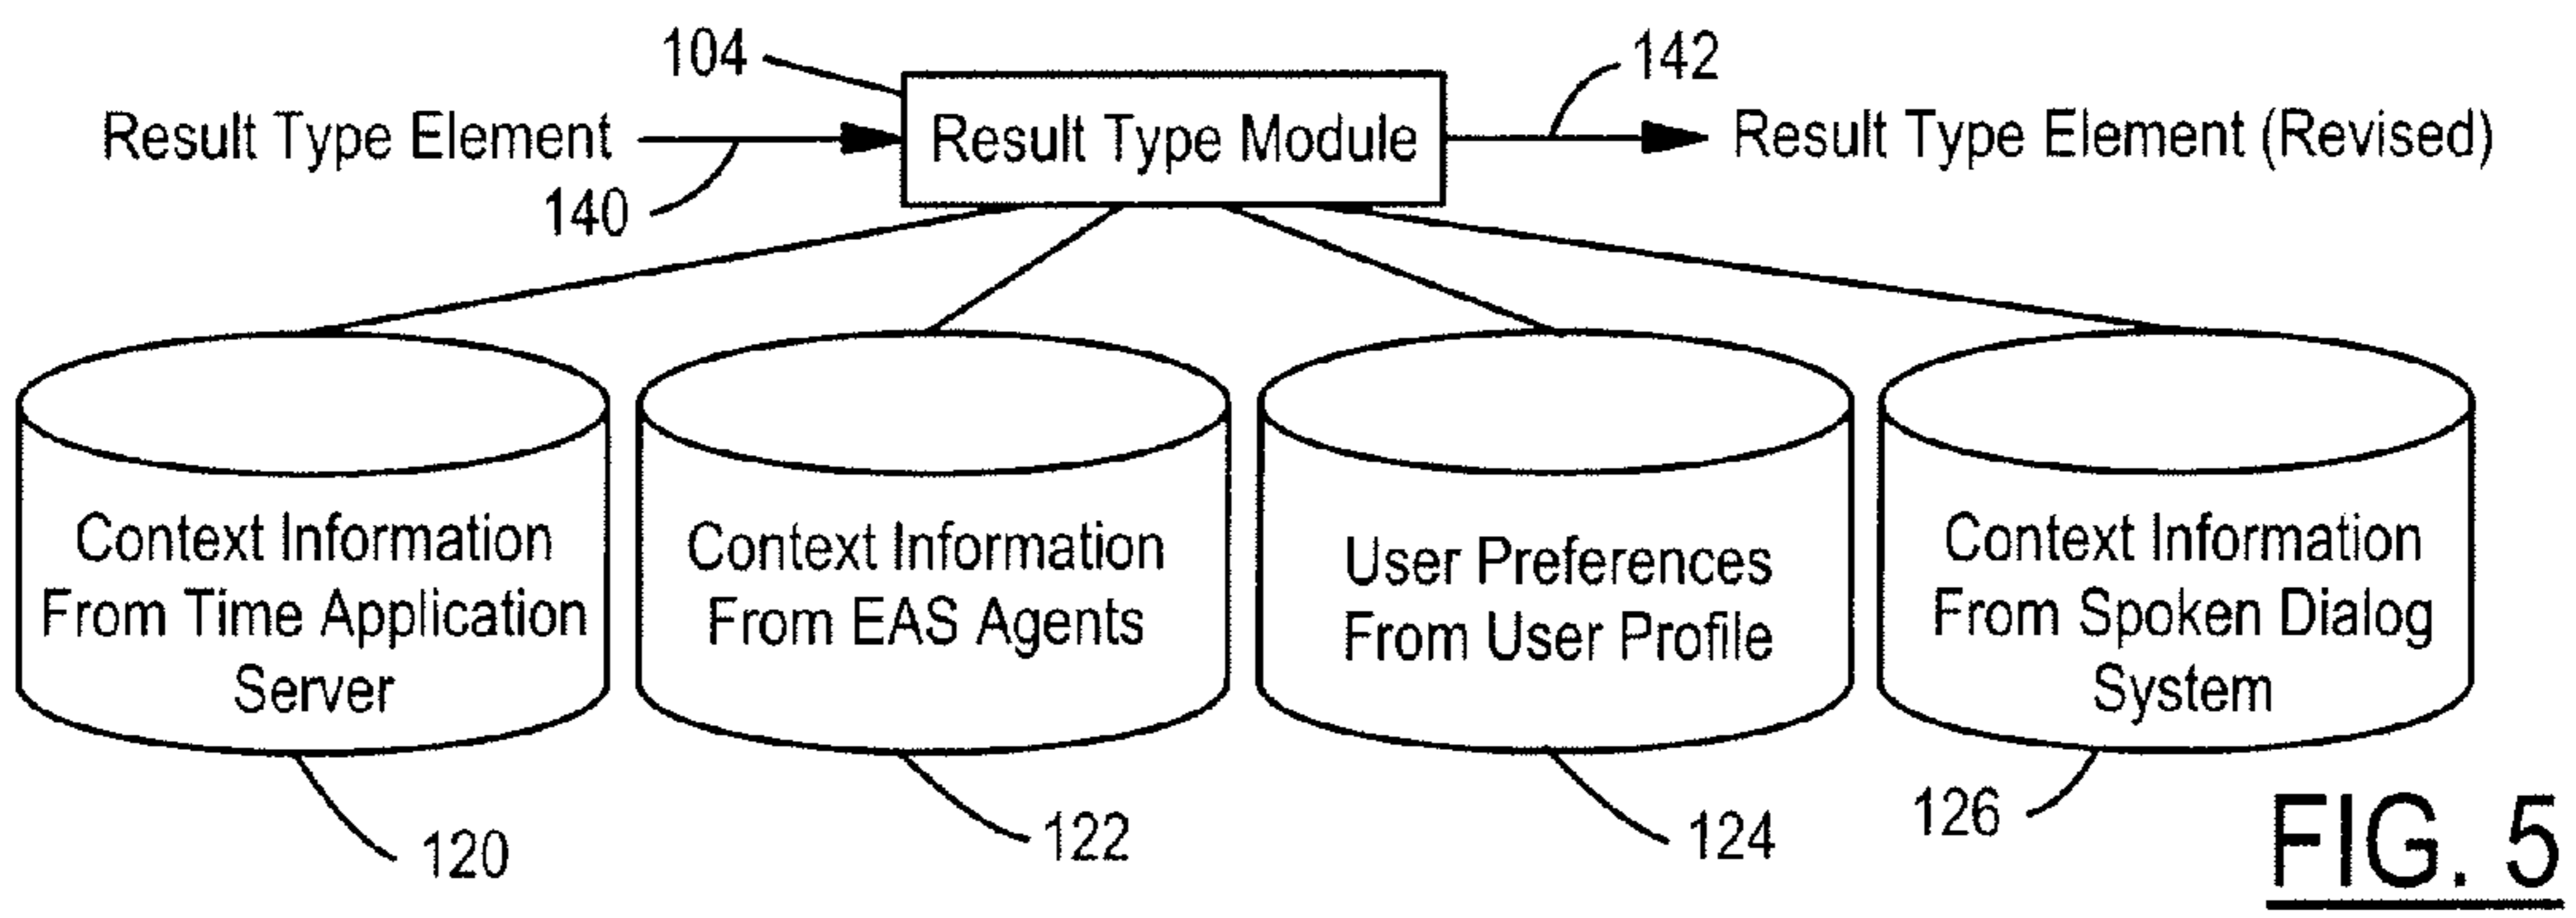 104
142
Result Type Element
Result Type Module
Result Type Element (Revised)
140
Context Information
From Time Application
Server
Context Information
From EAS Agents
User Preferences
From User Profile
Context Information
From Spoken Dialog
System
120
122
124
126
FIG. 5